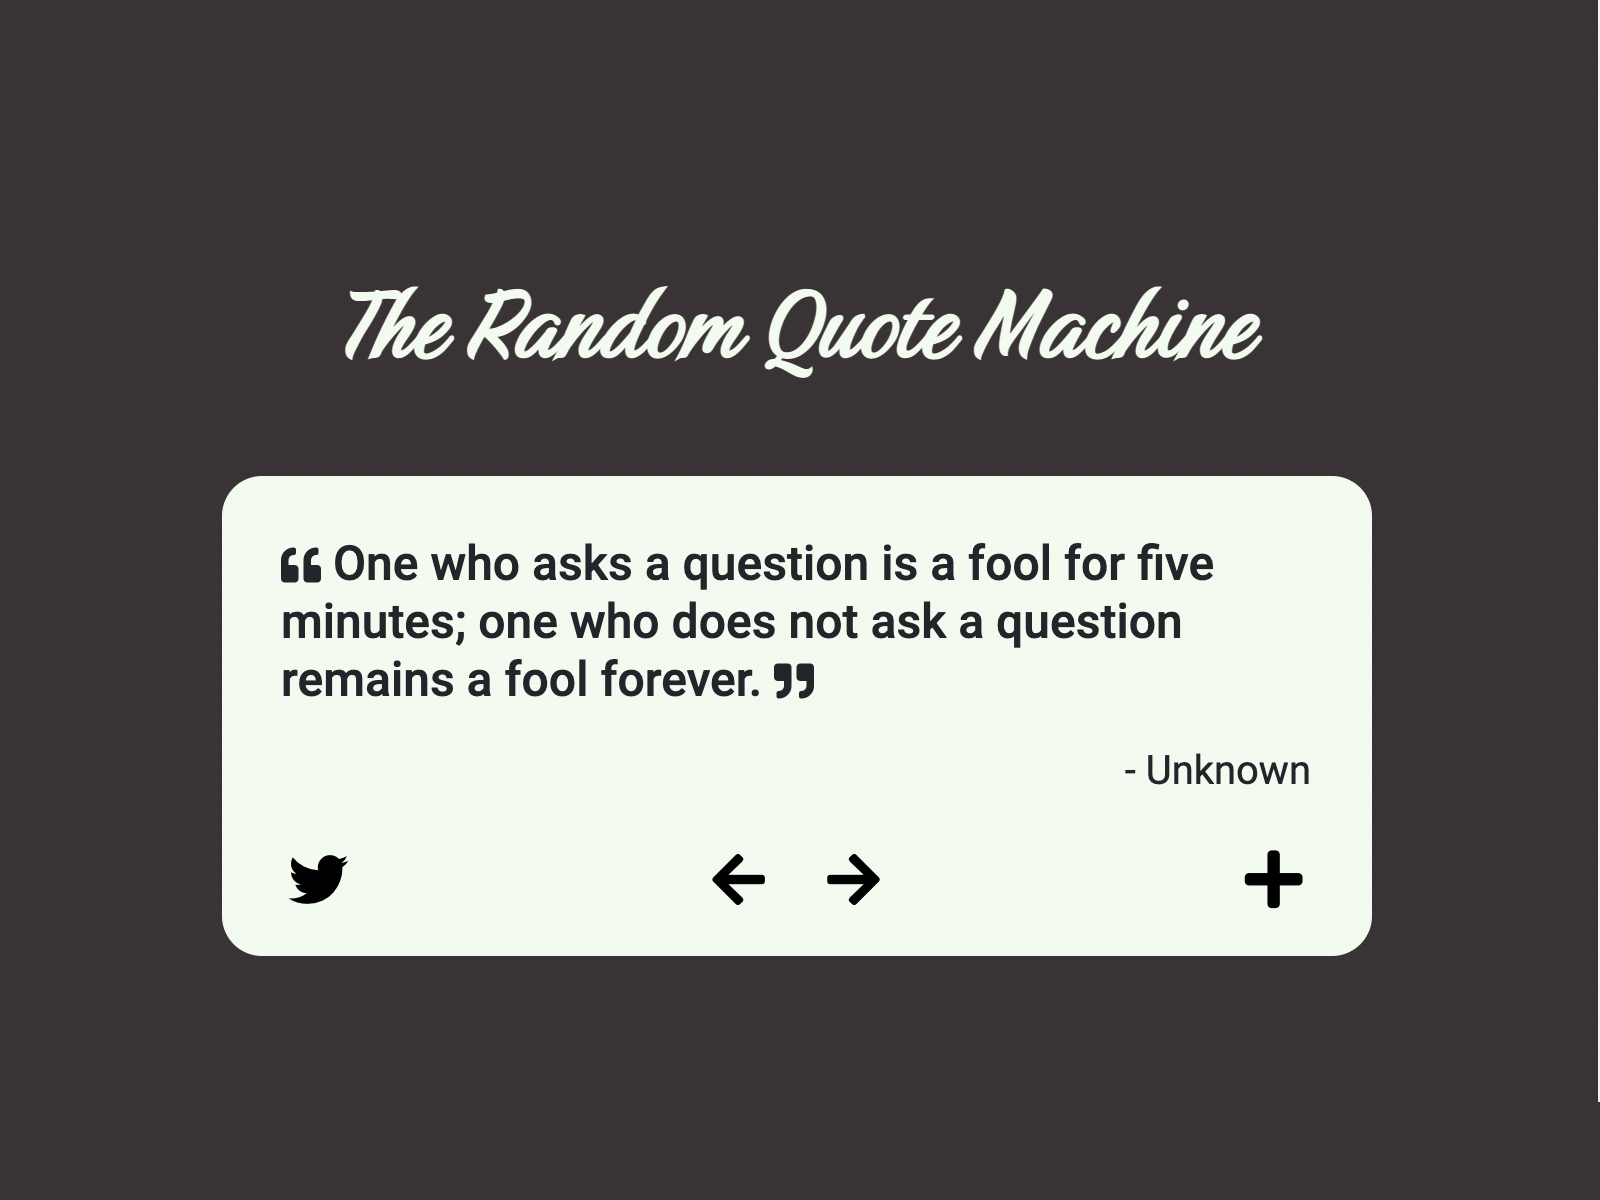 The Random Quote Machine
❝ One who asks a question is a fool for five
minutes; one who does not ask a question
remains a fool forever. ❞
- Unknown